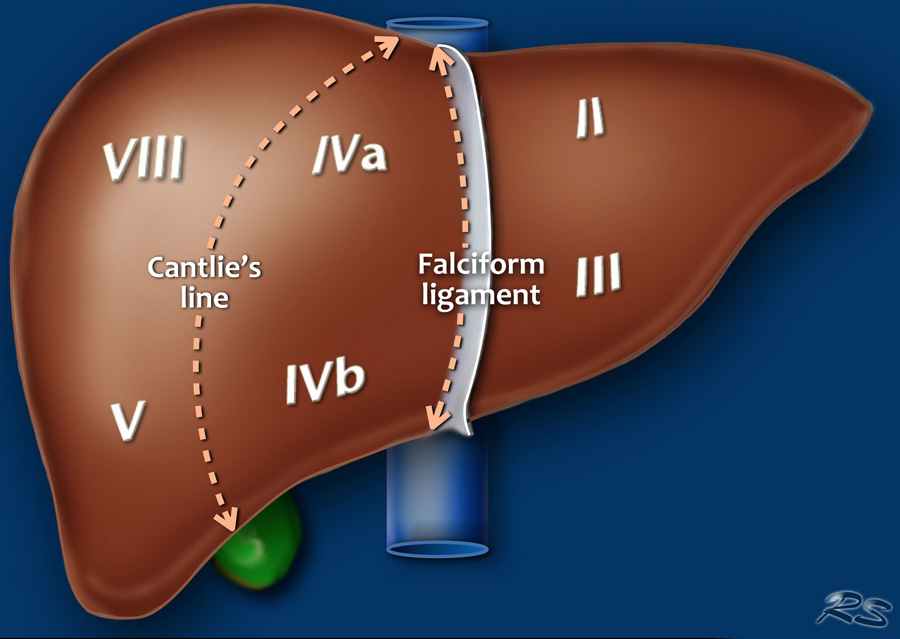 VIII
IVa
II
Cantlie's
line
Falciform
ligament
III
V
IVb
RS